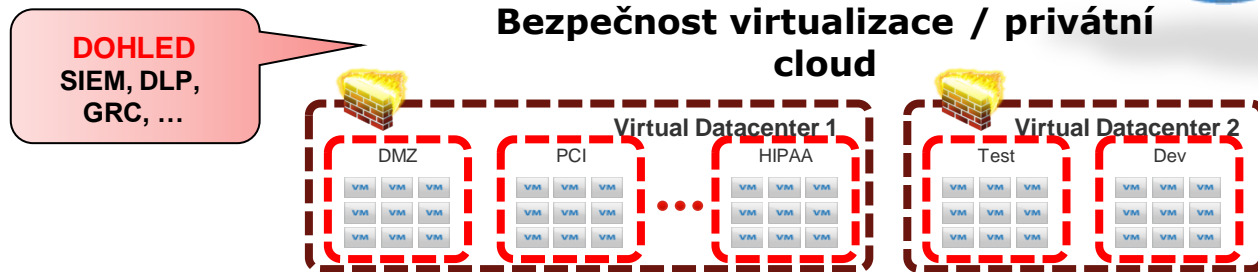 Bezpečnost virtualizace / privátní
cloud
DOHLED
SIEM, DLP,
GRC, …
Virtual Datacenter 1
DMZ
VM VM VM
VM VM VM
VM VM VM
PCI
VM VM VM
VM VM VM
VM VM VM
HIPAA
VM VM VM
VM VM VM
VM VM VM
Virtual Datacenter 2
Test
VM VM VM
VM VM VM
VM VM VM
Dev
VM VM VM
VM VM VM
VM VM VM